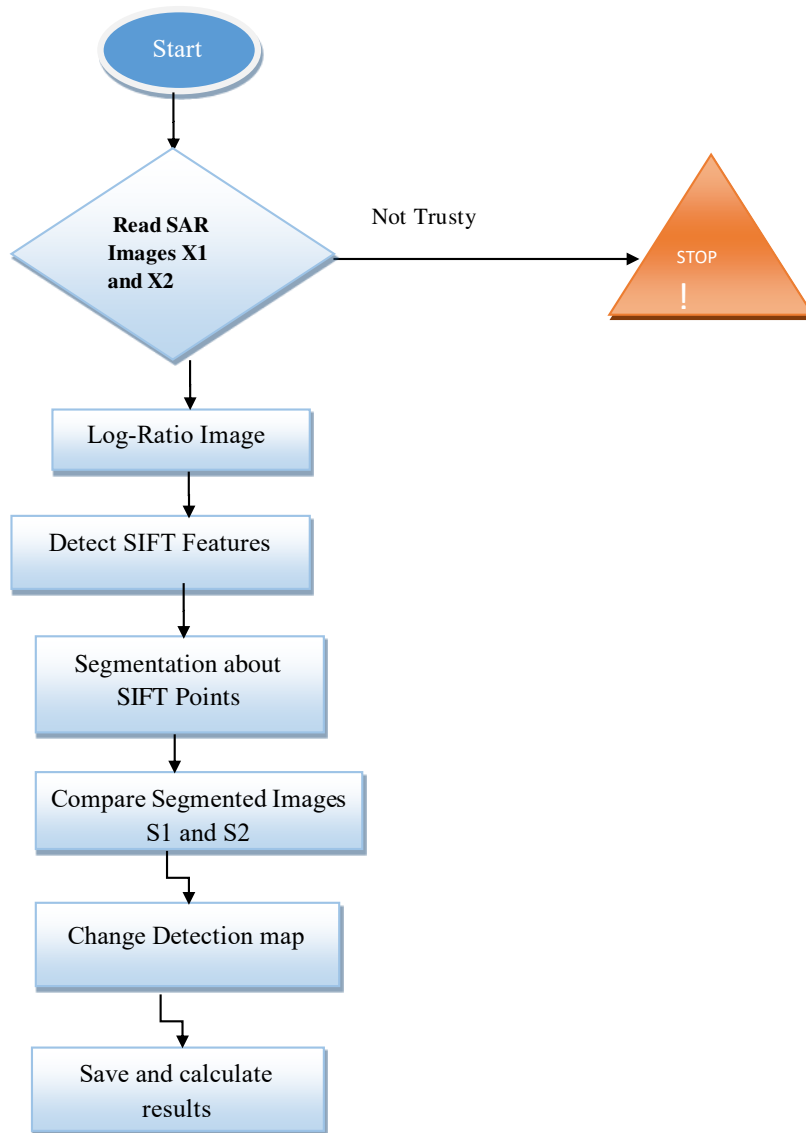 Start
Read SAR
Images X1
and X2
Not Trusty
STOP
!
Log-Ratio Image
Detect SIFT Features
Segmentation about
SIFT Points
Compare Segmented Images
S1 and S2
Change Detection map
Save and calculate
results